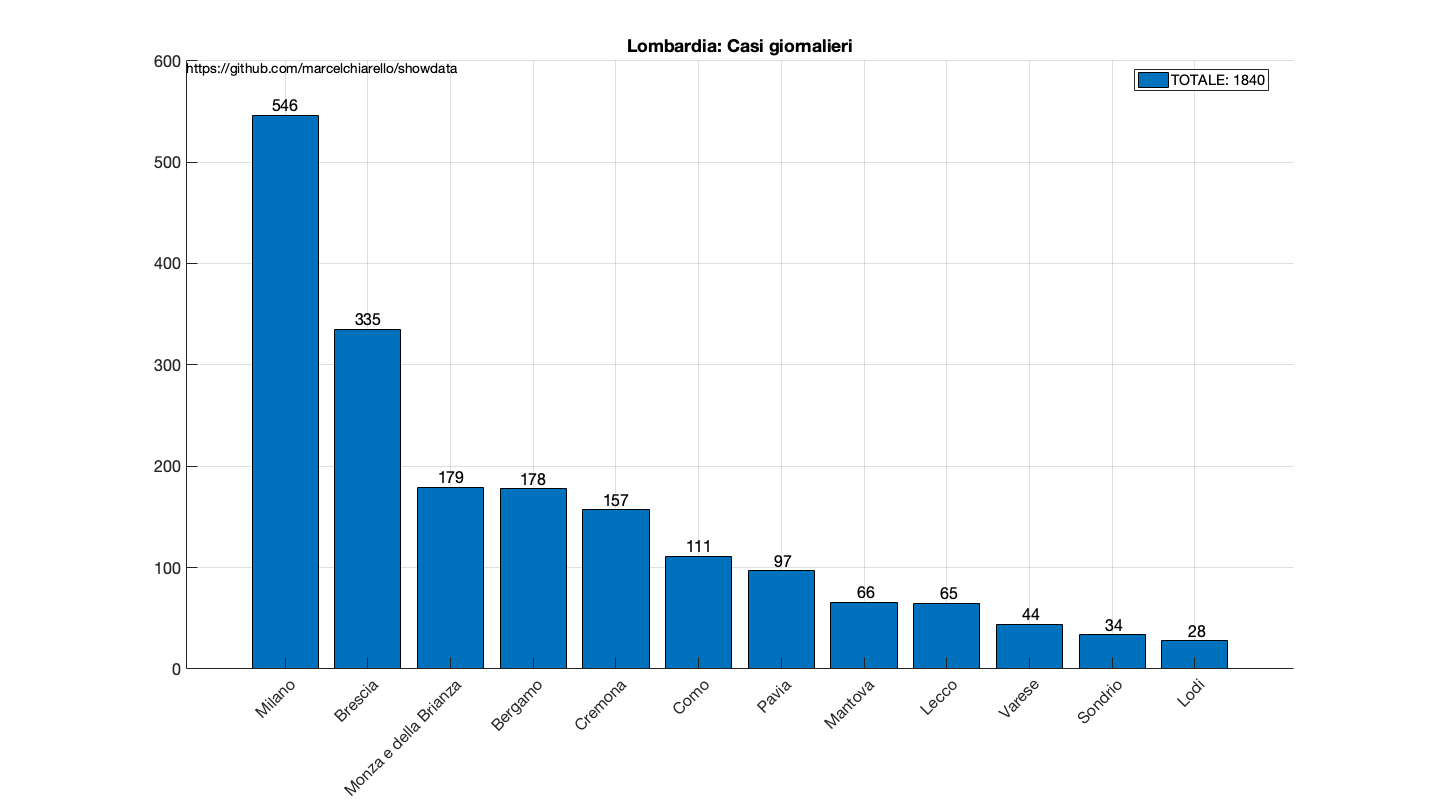 Lombardia: Casi giornalieri
https://github.com/marcelchiarello/showdata
TOTALE: 1840
600
500
400
300
200
100
0
546
335
179
178
157
111
97
66
65
44
34
28
Milano
Brescia
Monza e della Brianza
Bergamo
Cremona
Como
Pavia
Mantova
Lecco
Varese
Sondrio
Lodi